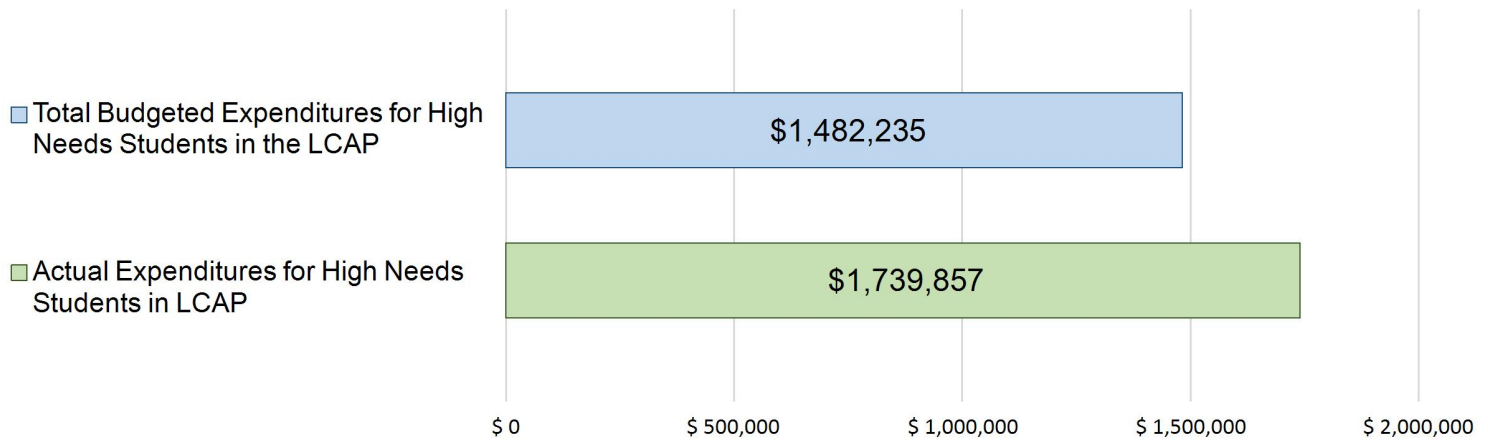 Total Budgeted Expenditures for High
Needs Students in the LCAP
$1,482,235
Actual Expenditures for High Needs
Students in LCAP
$1,739,857
$ 0
$ 500,000
$ 1,000,000
$ 1,500,000
$ 2,000,000